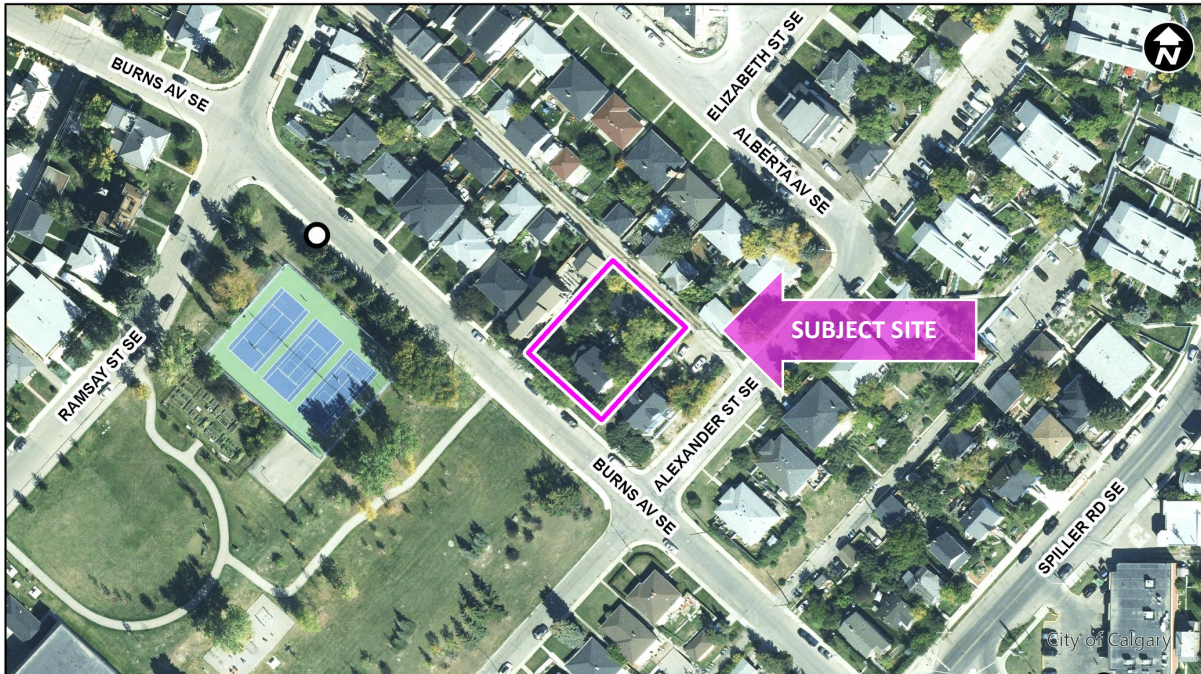 BURNS AV SE
N
ELIZABETH ST SE
ALBERTA AV SE
SUBJECT SITE
RAMSAY ST SE
ALEXANDER ST SE
BURNS AV SE
SPILLER RD SE
City of Calgary